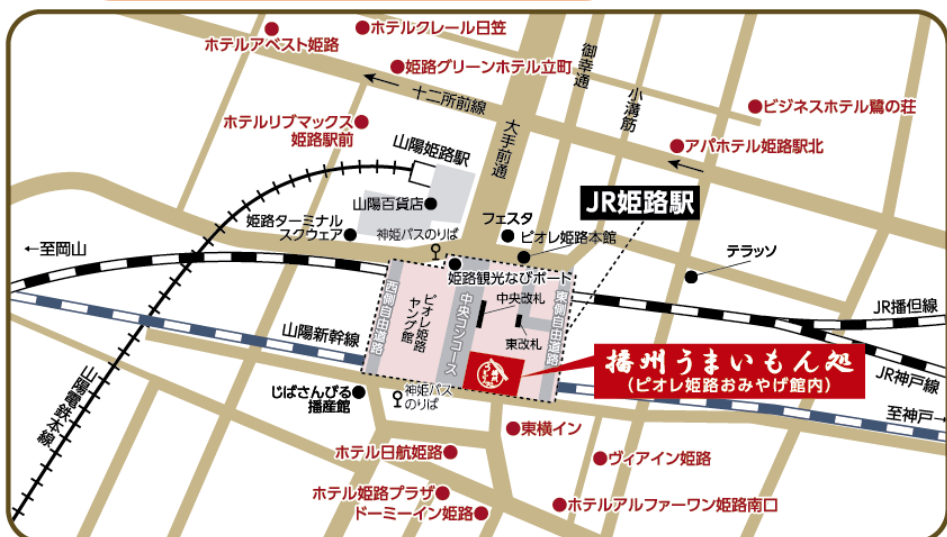 ホテルクレール日笠
ホテルアベスト姫路
姫路グリーンホテル立町
御幸通
十二所前線
小溝筋
ビジネスホテル鷺の荘
ホテルリブマックス
姫路駅前
大手前通
アパホテル姫路駅北
山陽姫路駅
山陽百貨店
JR姫路駅
フェスタ
姫路ターミナル
スクウェア
神姫バスのりば
ピオレ姫路本館
テラッソ
←至岡山
姫路観光なびポート
西側自由通路
ピオレ姫路
ヤング館
中央コンコース
中央改札
東改札
東側自由通路
JR播但線
山陽新幹線
播州うまいもん処
(ピオレ姫路おみやげ館内)
JR神戸線
山陽電鉄本線
じばさんびる
播産館
神姫バス
のりば
至神戸→
東横イン
ホテル日航姫路
ヴィアイン姫路
ホテル姫路プラザ
ドーミーイン姫路
ホテルアルファーワン姫路南口